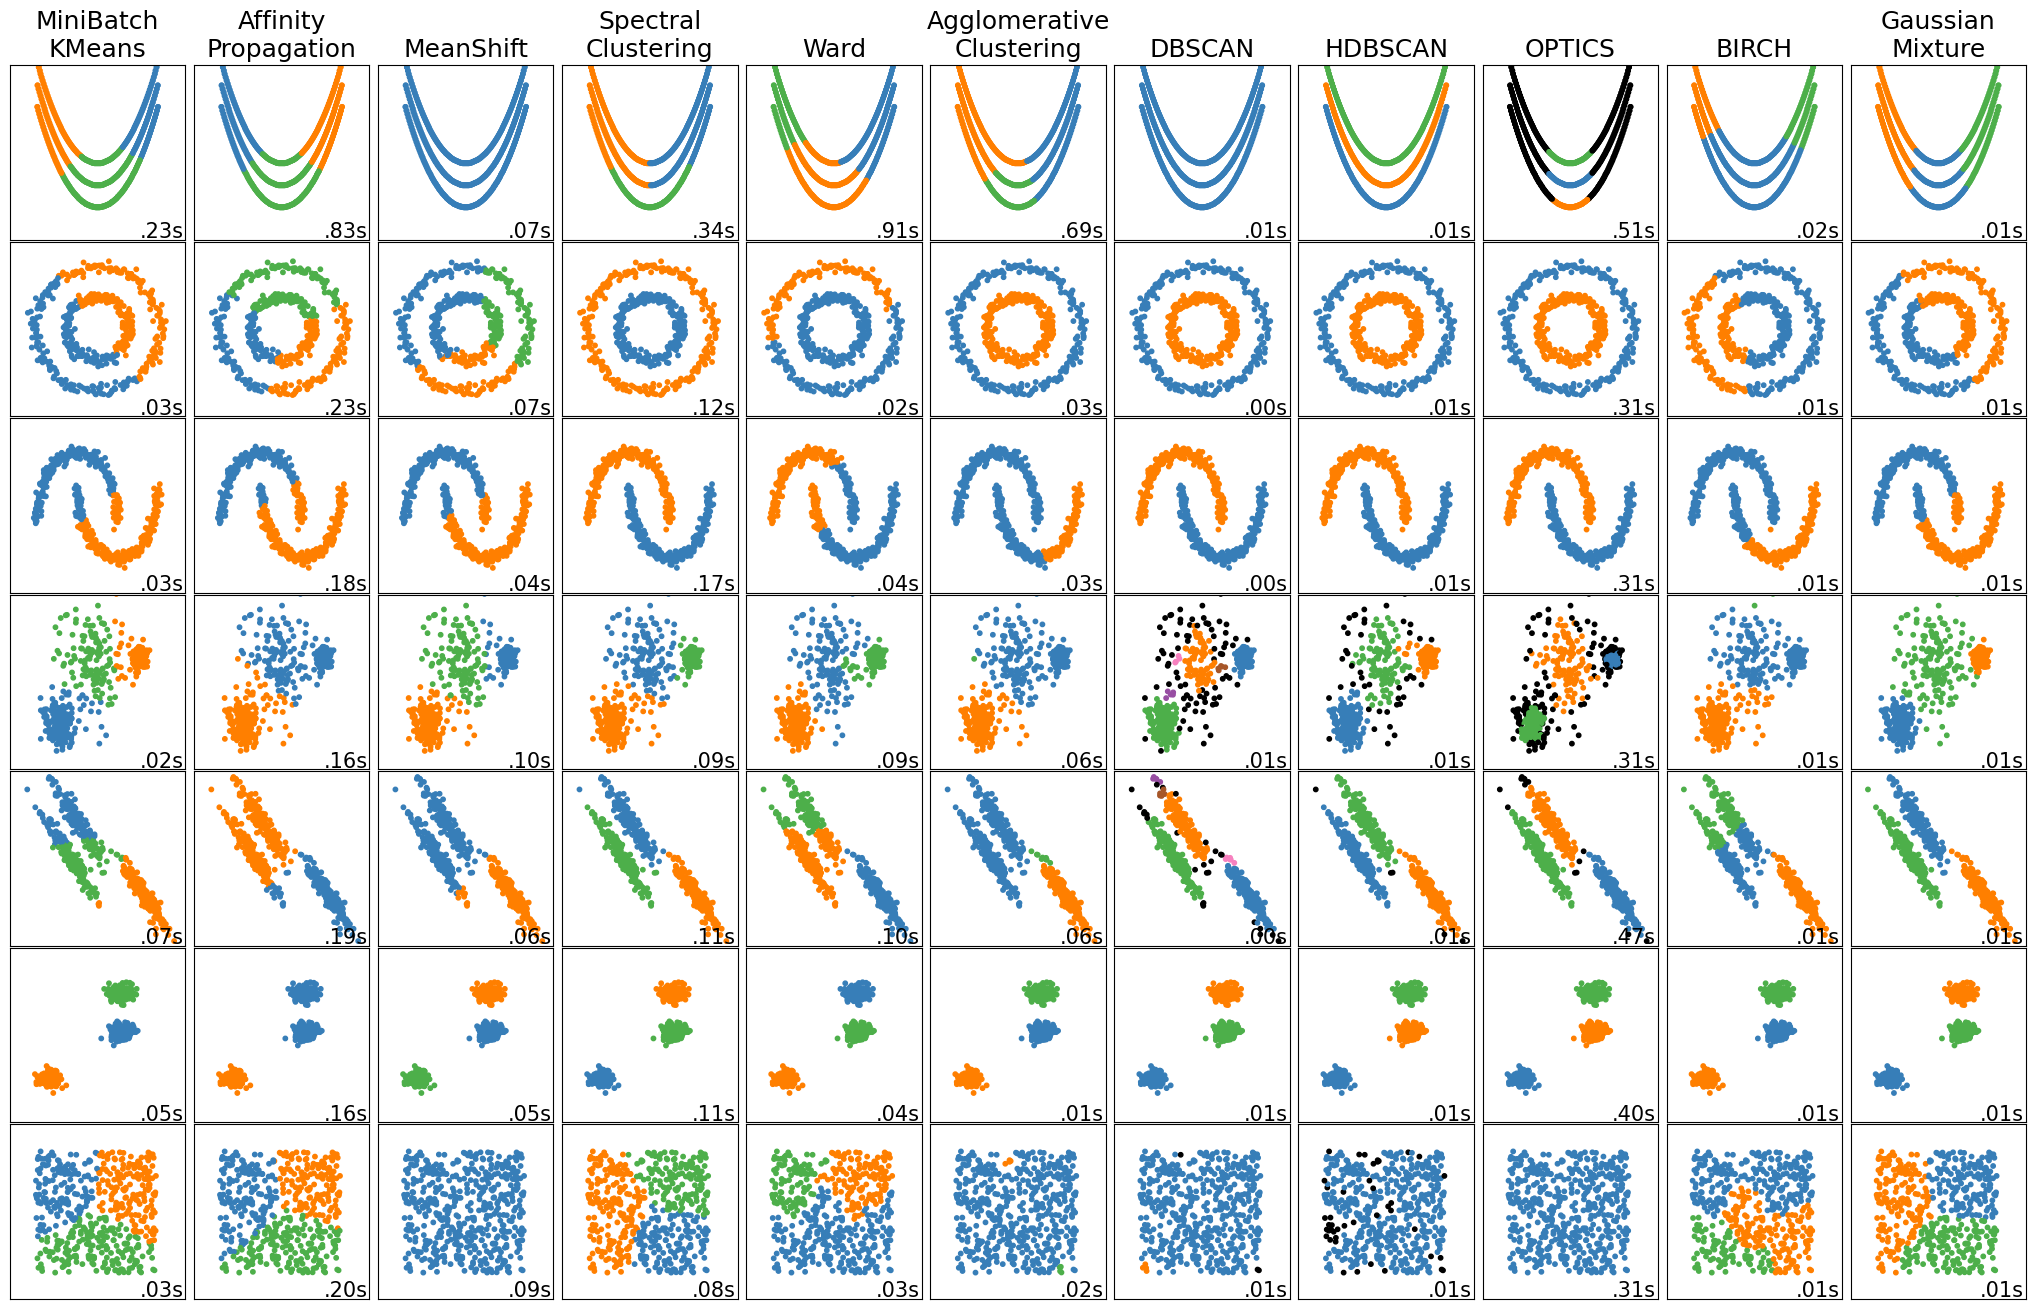 MiniBatch
KMeans
Affinity
Propagation
MeanShift
Spectral
Clustering
Ward
Agglomerative
Clustering
DBSCAN
HDBSCAN
OPTICS
BIRCH
Gaussian
Mixture
.23s
.83s
.07s
.34s
.91s
.69s
.01s
.01s
.51s
.02s
.01s
.03s
.23s
.07s
.12s
.02s
.03s
.00s
.01s
.31s
.01s
.01s
.03s
.18s
.04s
.17s
.04s
.03s
.00s
.01s
.31s
.01s
.01s
.02s
.16s
.10s
.09s
.09s
.06s
.01s
.01s
.31s
.01s
.01s
.07s
.19s
.06s
.11s
.10s
.06s
.00s
.01s
.47s
.01s
.01s
.05s
.16s
.05s
.11s
.04s
.01s
.01s
.01s
.40s
.01s
.01s
.03s
.20s
.09s
.08s
.03s
.02s
.01s
.01s
.31s
.01s
.01s